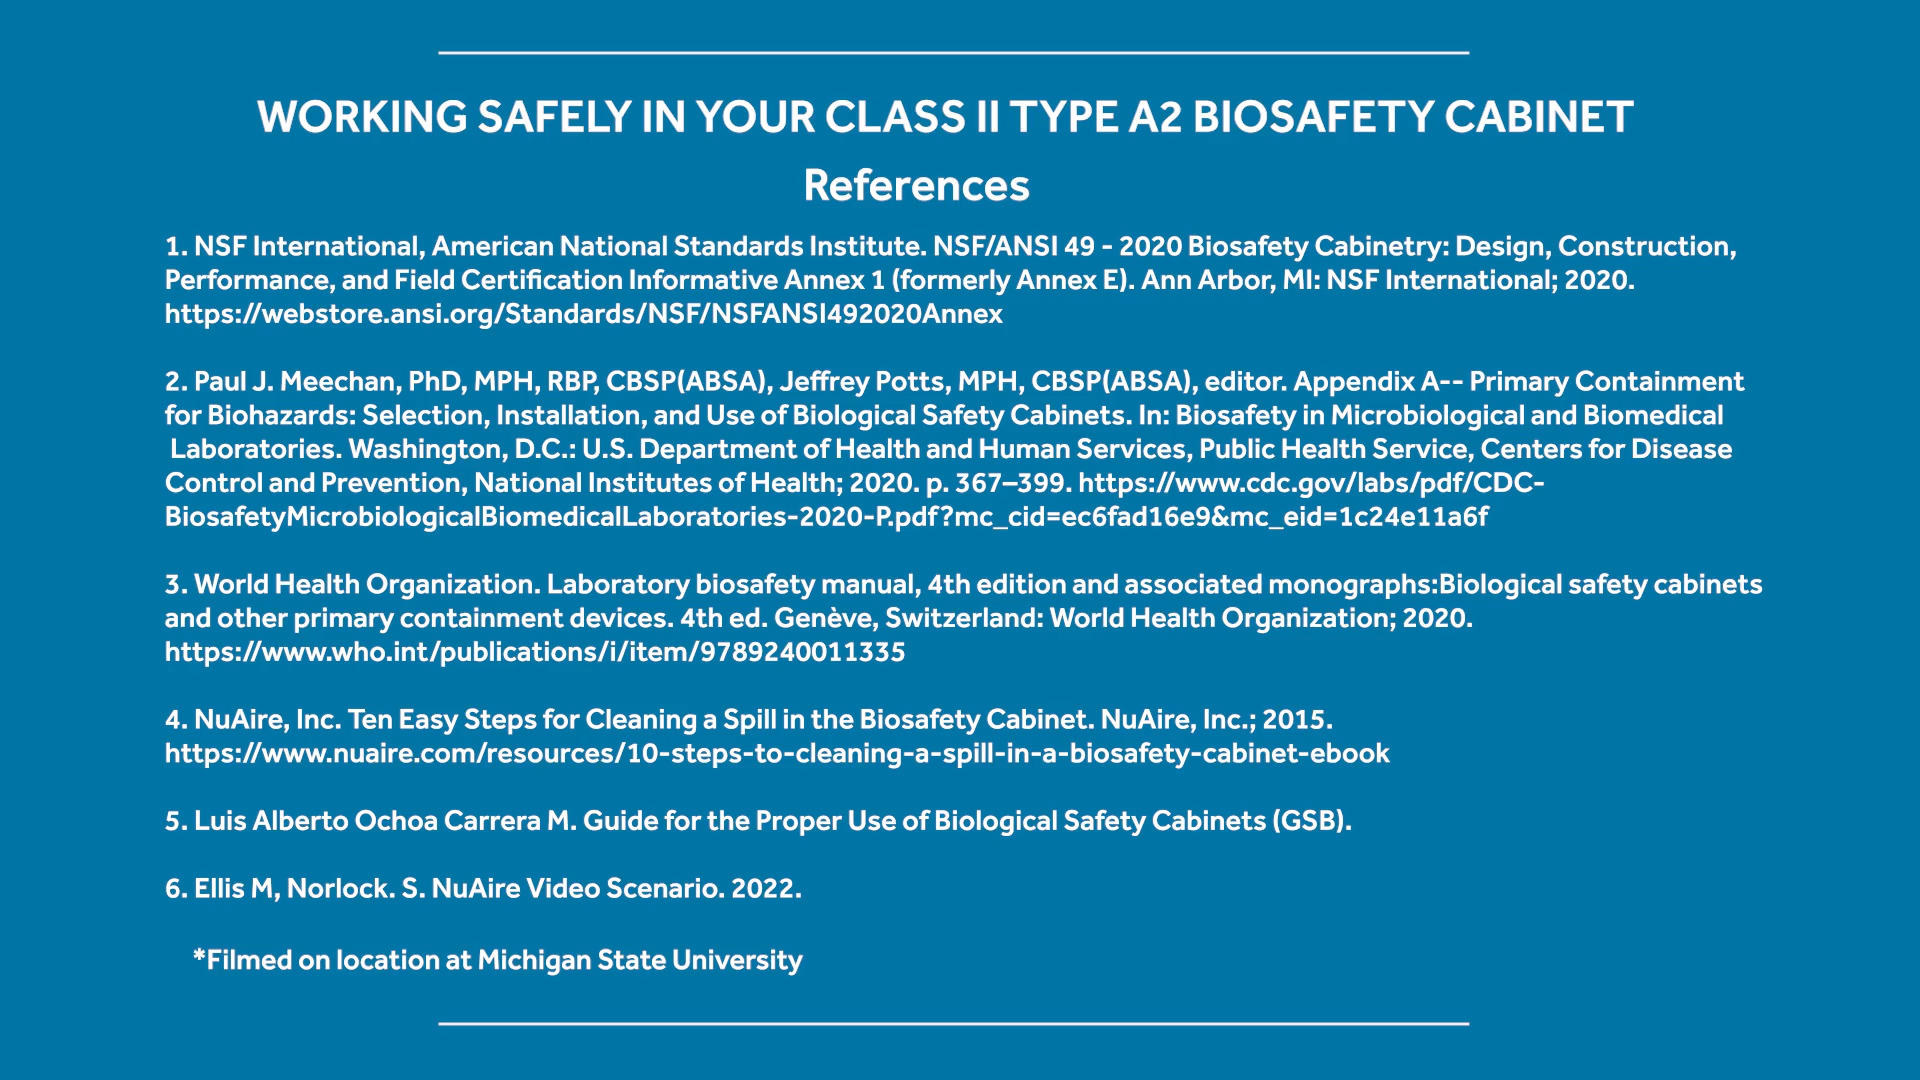 WORKING SAFELY IN YOUR CLASS II TYPE A2 BIOSAFETY CABINET
References
1. NSF International, American National Standards Institute. NSF/ANSI 49 - 2020 Biosafety Cabinetry: Design, Construction,
Performance, and Field Certification Informative Annex 1 (formerly Annex E). Ann Arbor, MI: NSF International; 2020.
https://webstore.ansi.org/Standards/NSF/NSFANSI492020Annex
2. Paul J. Meechan, PhD, MPH, RBP, CBSP(ABSA), Jeffrey Potts, MPH, CBSP(ABSA), editor. Appendix A-- Primary Containment
for Biohazards: Selection, Installation, and Use of Biological Safety Cabinets. In: Biosafety in Microbiological and Biomedical
Laboratories. Washington, D.C.: U.S. Department of Health and Human Services, Public Health Service, Centers for Disease
Control and Prevention, National Institutes of Health; 2020. p. 367–399. https://www.cdc.gov/labs/pdf/CDC-
BiosafetyMicrobiologicalBiomedicalLaboratories-2020-P.pdf?mc_cid=ec6fad16e9&mc_eid=1c24e11a6f
3. World Health Organization. Laboratory biosafety manual, 4th edition and associated monographs:Biological safety cabinets
and other primary containment devices. 4th ed. Genève, Switzerland: World Health Organization; 2020.
https://www.who.int/publications/i/item/9789240011335
4. NuAire, Inc. Ten Easy Steps for Cleaning a Spill in the Biosafety Cabinet. NuAire, Inc.; 2015.
https://www.nuaire.com/resources/10-steps-to-cleaning-a-spill-in-a-biosafety-cabinet-ebook
5. Luis Alberto Ochoa Carrera M. Guide for the Proper Use of Biological Safety Cabinets (GSB).
6. Ellis M, Norlock. S. NuAire Video Scenario. 2022.
*Filmed on location at Michigan State University